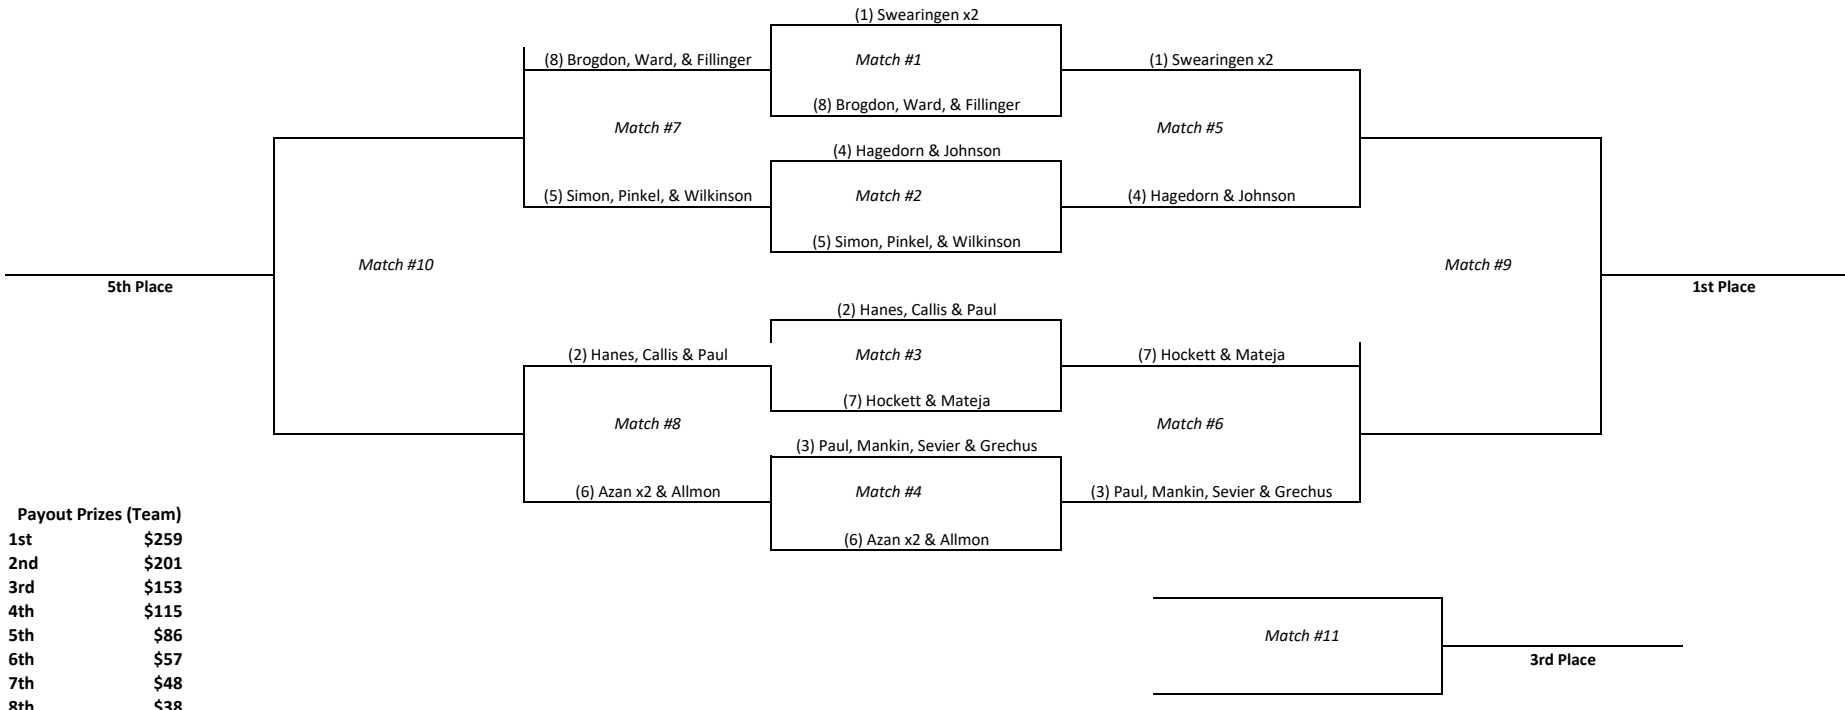 (1) Swearingen x2
(8) Brogdon, Ward, & Fillinger
Match #1
(1) Swearingen x2
(8) Brogdon, Ward, & Fillinger
Match #7
Match #5
(4) Hagedorn & Johnson
(5) Simon, Pinkel, & Wilkinson
Match #2
(4) Hagedorn & Johnson
(5) Simon, Pinkel, & Wilkinson
Match #10
Match #9
5th Place
1st Place
(2) Hanes, Callis & Paul
(2) Hanes, Callis & Paul
Match #3
(7) Hockett & Mateja
(7) Hockett & Mateja
Match #8
Match #6
(3) Paul, Mankin, Sevier & Grechus
(6) Azan x2 & Allmon
Match #4
(3) Paul, Mankin, Sevier & Grechus
(6) Azan x2 & Allmon
Payout Prizes (Team)
1st $259
2nd $201
3rd $153
4th $115
5th $86
6th $57
7th $48
8th $38
Match #11
3rd Place